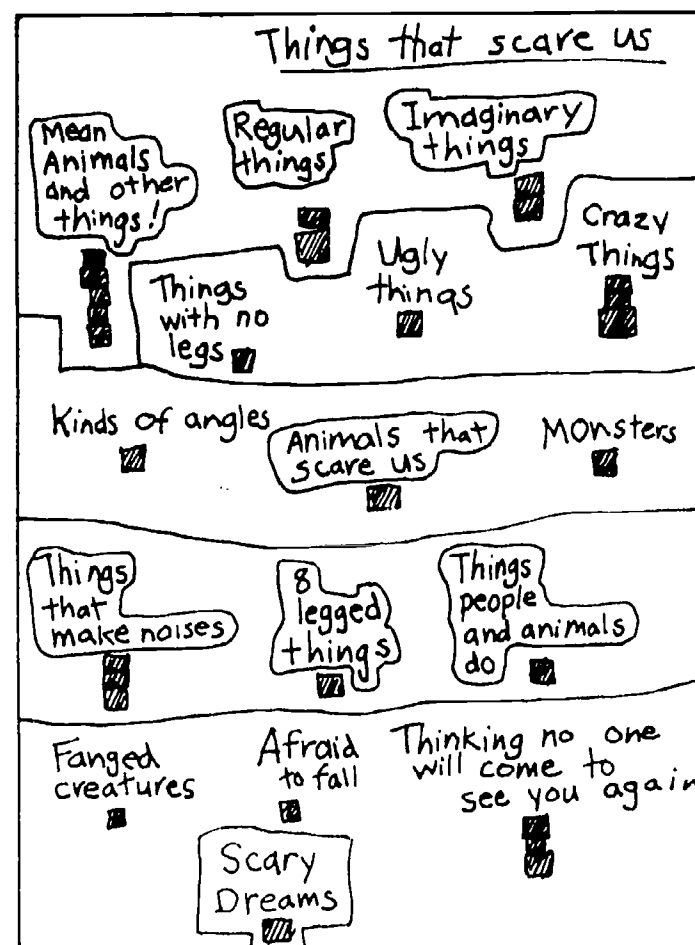 Things that scare us
Mean
Animals
and other
things!
Regular
things
Imaginary
things
Things
with no
legs
Ugly
things
Crazy
Things
Kinds of angles
Animals that
scare us
Monsters
Things
that
make noises
8
legged
things
Things
people
and animals
do
Fanged
creatures
Afraid
to fall
Thinking no one
will come to
see you again
Scary
Dreams